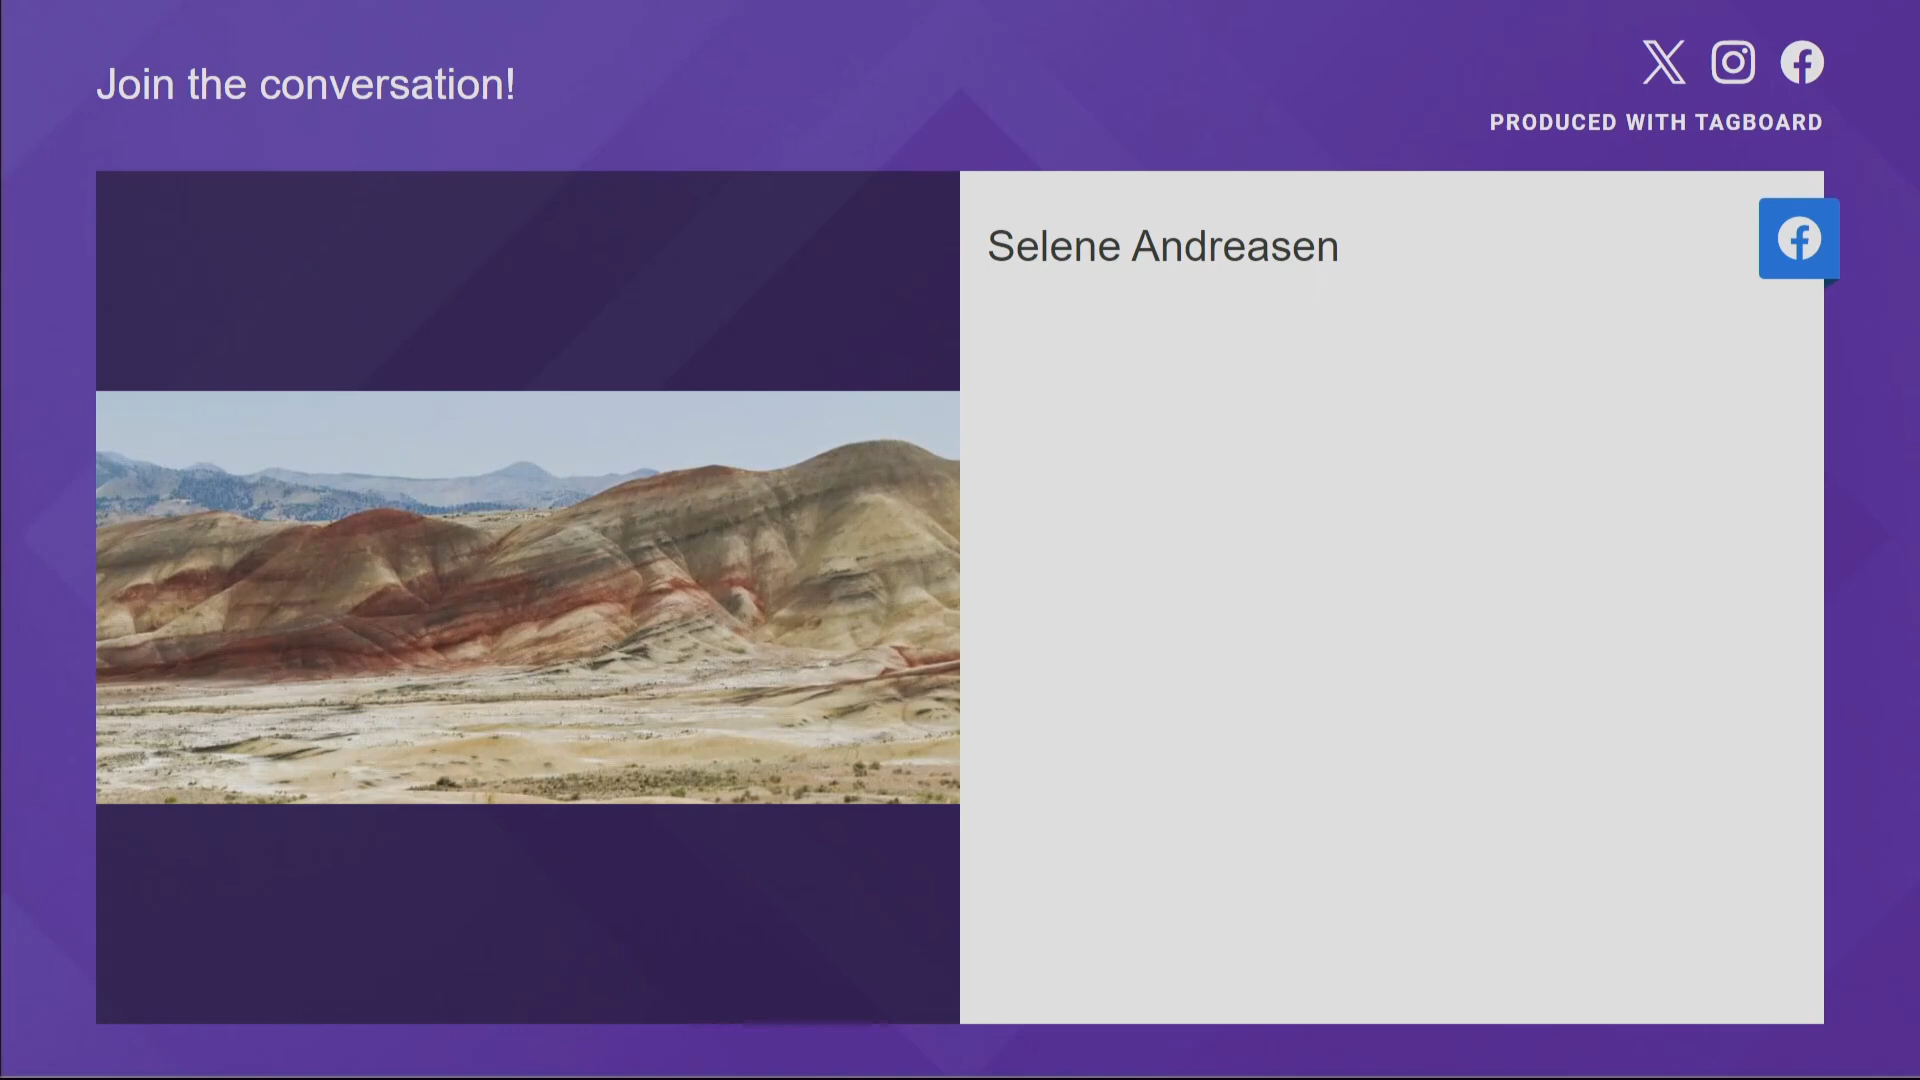 Join the conversation!
PRODUCED WITH TAGBOARD
Selene Andreasen